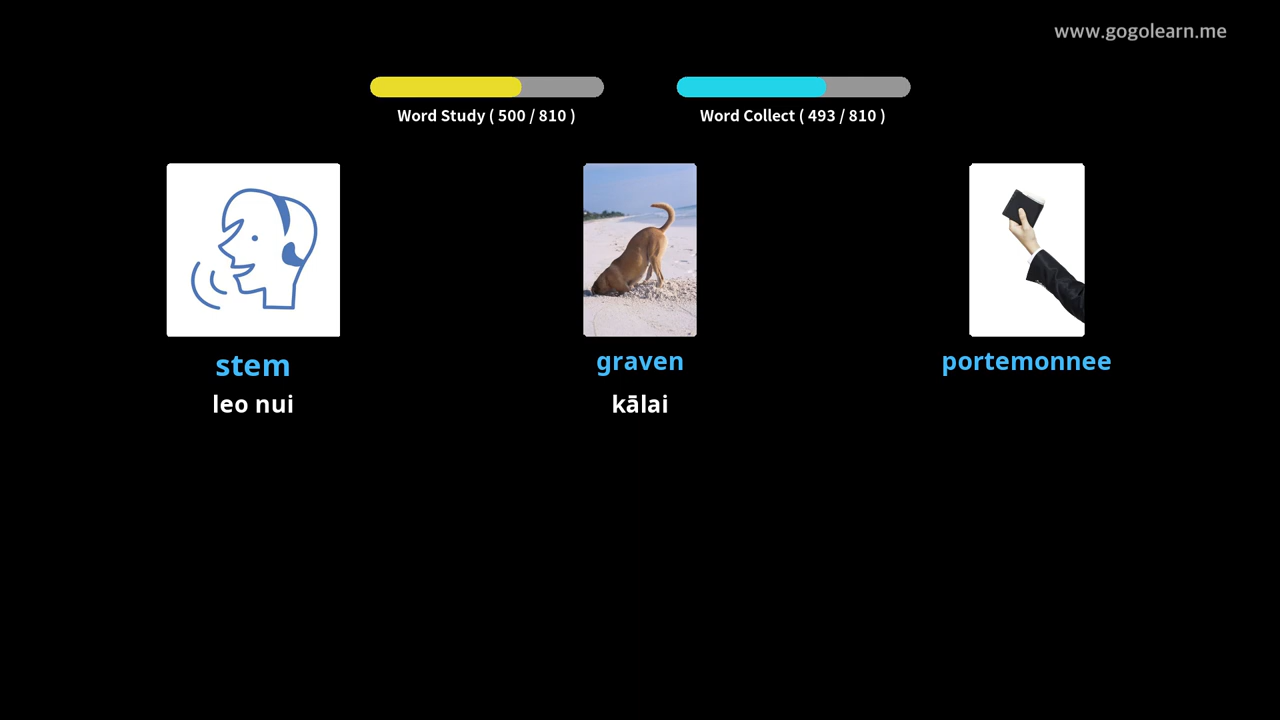 www.gogolearn.me
Word Study ( 500 / 810 )
Word Collect ( 493 / 810 )
stem
leo nui
graven
kālai
portemonnee